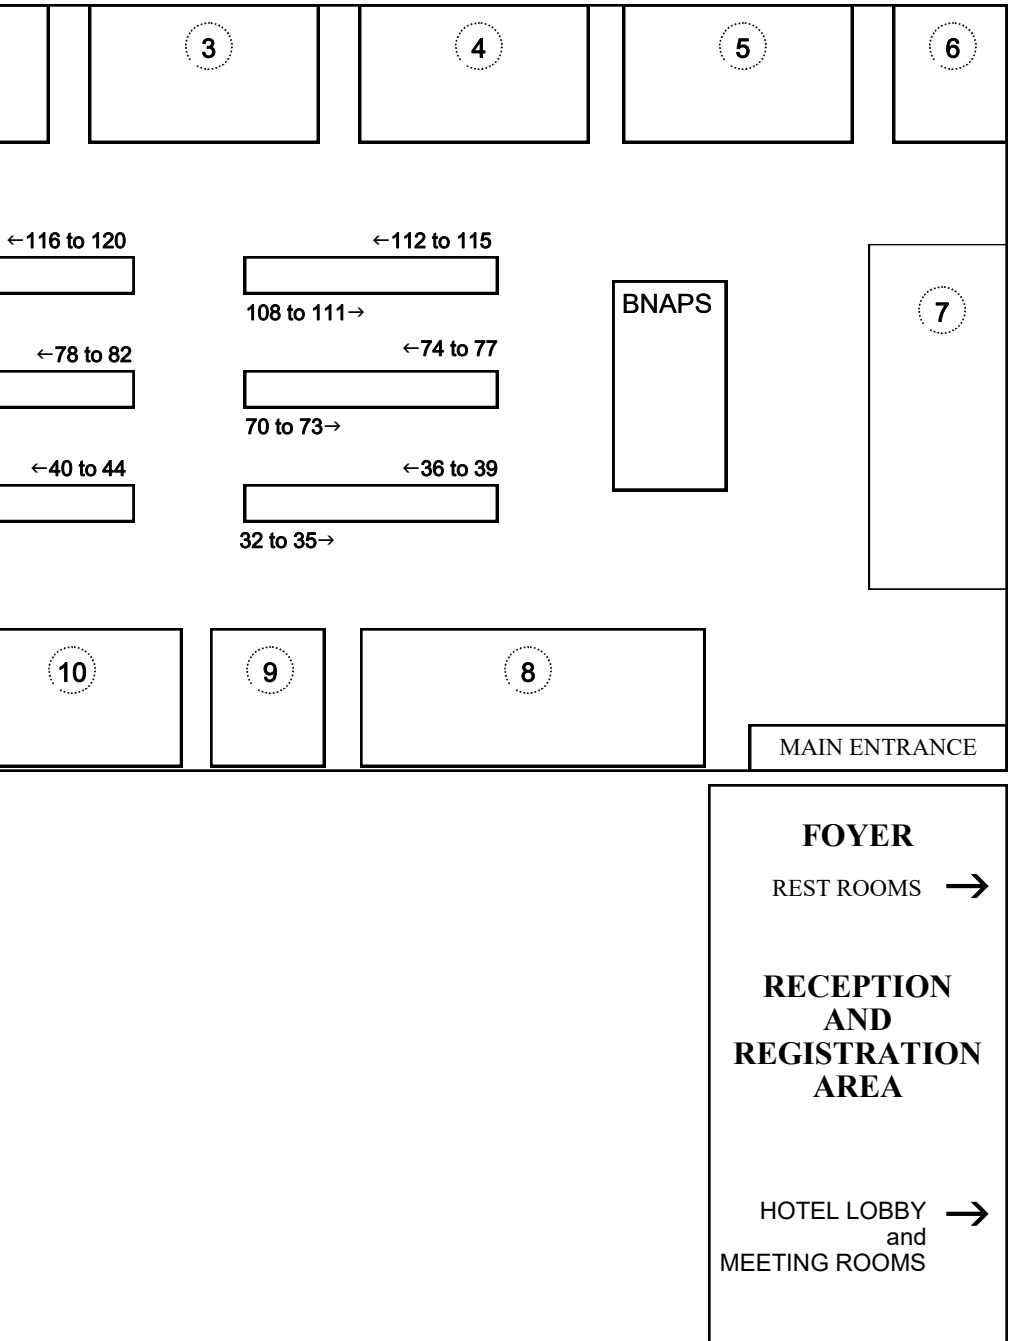 3
4
5
6
←116 to 120
←112 to 115
108 to 111→
BNAPS
7
←78 to 82
←74 to 77
70 to 73→
←40 to 44
←36 to 39
32 to 35→
10
9
8
MAIN ENTRANCE
FOYER
REST ROOMS →
RECEPTION
AND
REGISTRATION
AREA
HOTEL LOBBY →
and
MEETING ROOMS